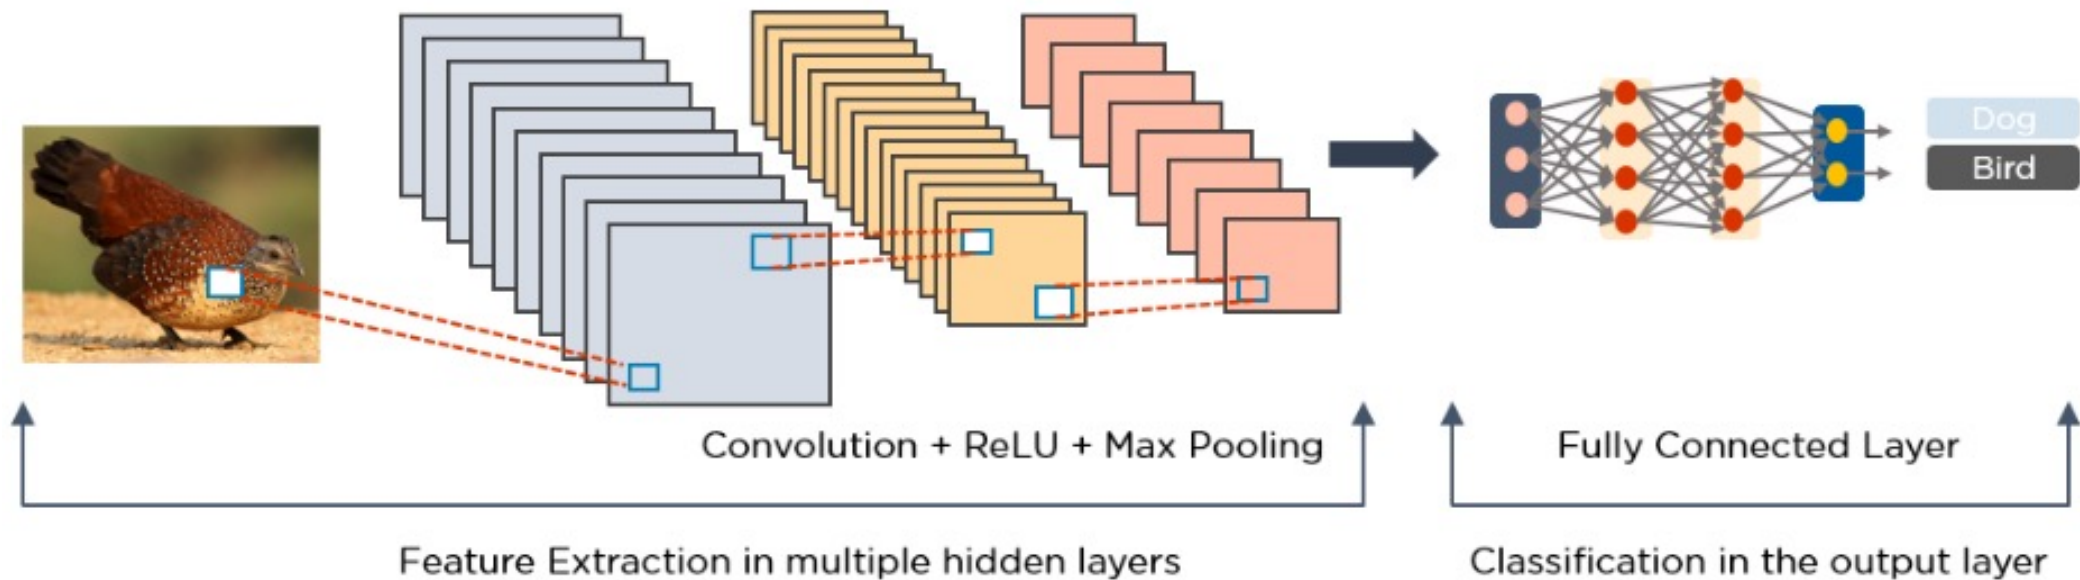 Dog
Bird
Convolution + ReLU + Max Pooling
Fully Connected Layer
Feature Extraction in multiple hidden layers
Classification in the output layer